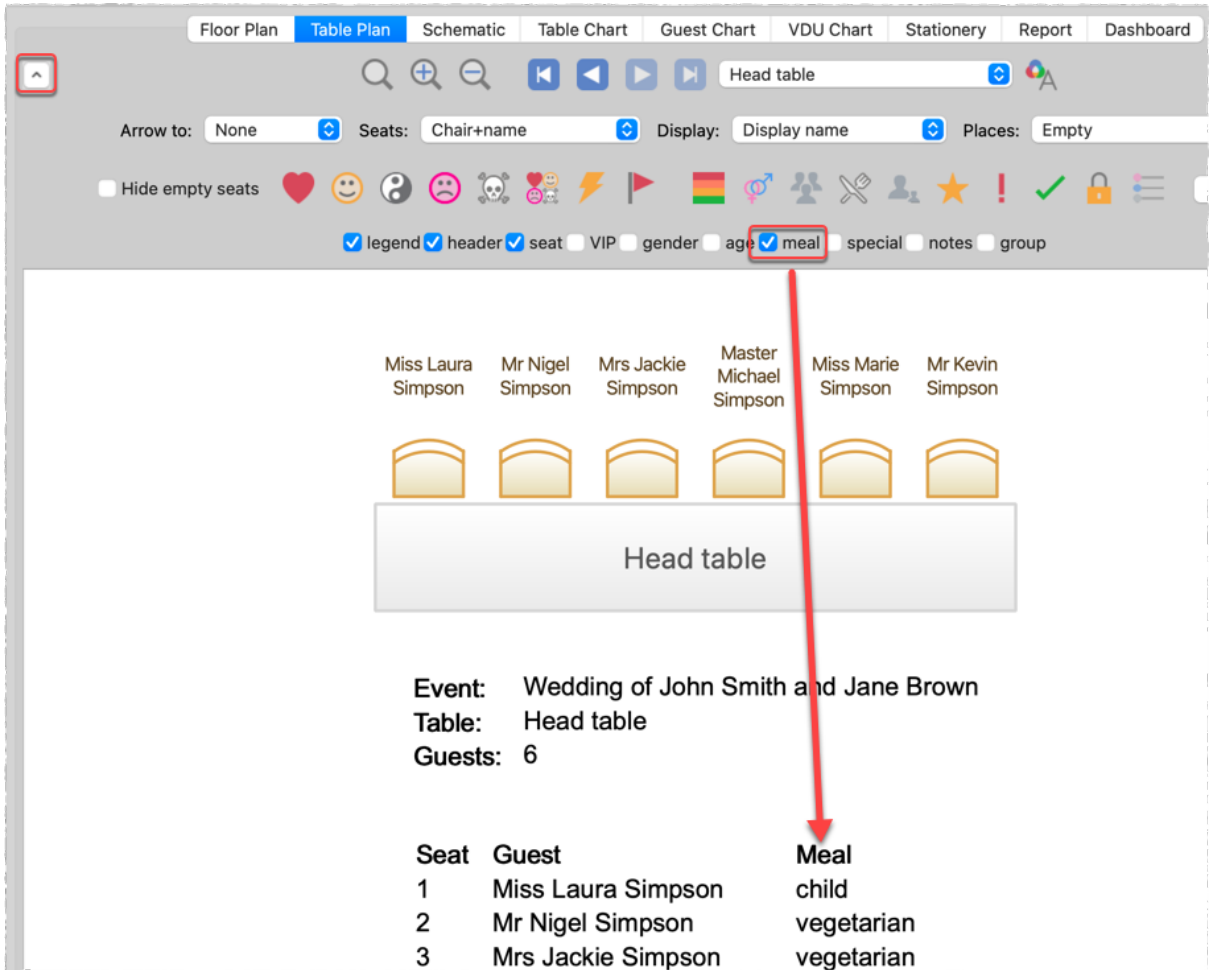 Floor Plan Table Plan Schematic Table Chart Guest Chart VDU Chart Stationery Report Dashboard
Head table
Arrow to: None Seats: Chair+name Display: Display name Places: Empty
Hide empty seats
legend header seat VIP gender age meal special notes group
Miss Laura Simpson
Mr Nigel Simpson
Mrs Jackie Simpson
Master Michael Simpson
Miss Marie Simpson
Mr Kevin Simpson
Head table
Event: Wedding of John Smith and Jane Brown
Table: Head table
Guests: 6
Seat Guest Meal
1 Miss Laura Simpson child
2 Mr Nigel Simpson vegetarian
3 Mrs Jackie Simpson vegetarian